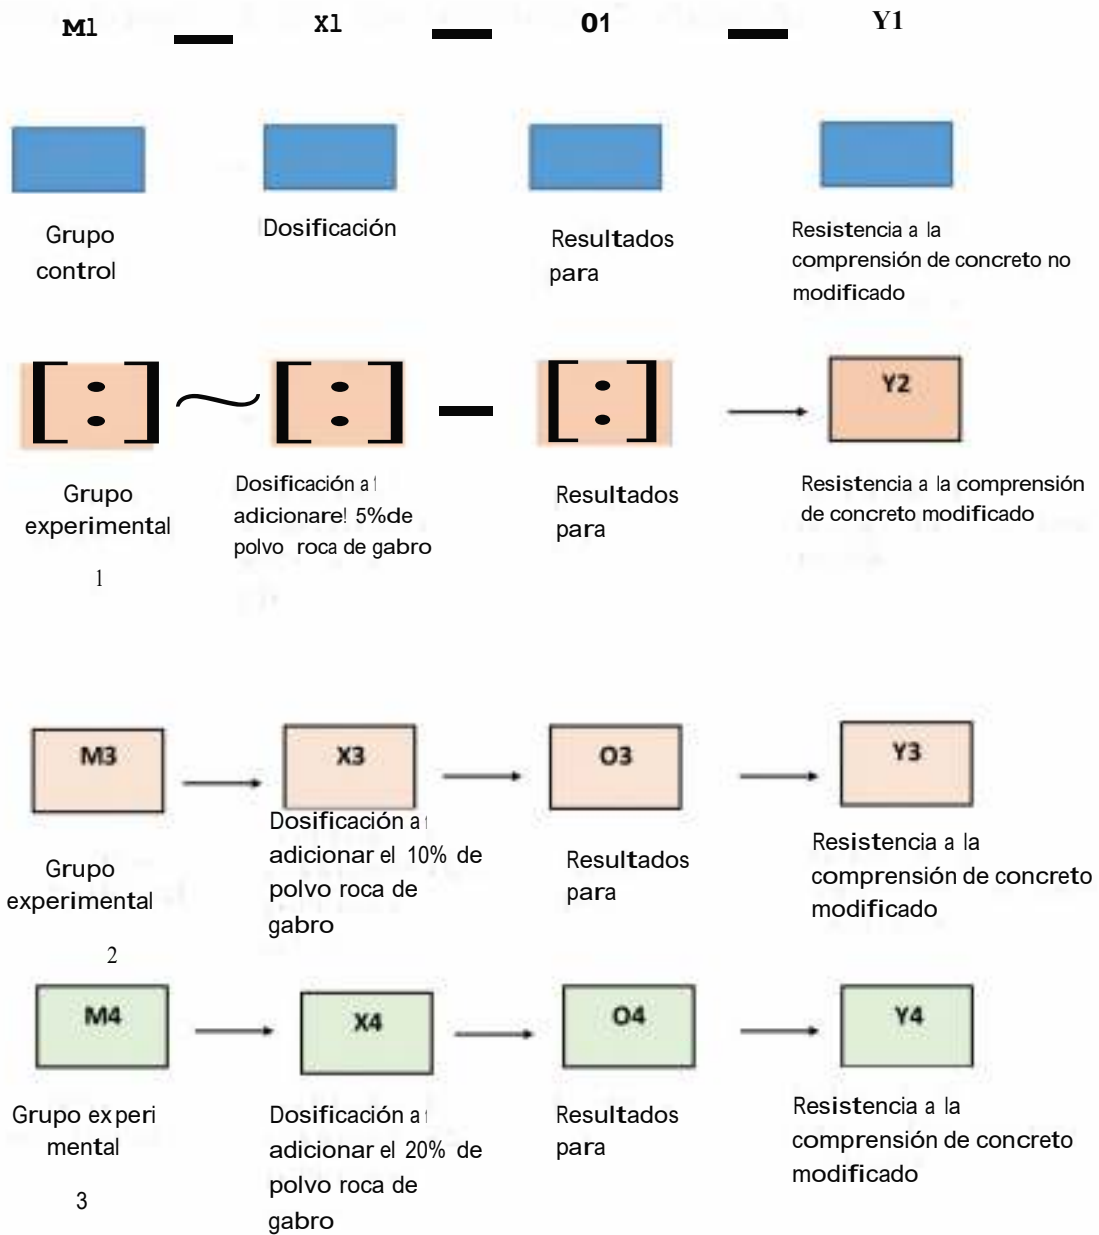 M1 X1 O1 Y1
Grupo
control
Dosificación
Resultados
para
Resistencia a la
comprensión de concreto no
modificado
Y2
Grupo
experimental
1
Dosificación a
adicionare! 5%de
polvo roca de gabro
Resultados
para
Resistencia a la comprensión
de concreto modificado
M3 X3 O3 Y3
Grupo
experimental
2
Dosificación a
adicionar el 10% de
polvo roca de
gabro
Resultados
para
Resistencia a la
comprensión de concreto
modificado
M4 X4 O4 Y4
Grupo experi
mental
3
Dosificación a
adicionar el 20% de
polvo roca de
gabro
Resultados
para
Resistencia a la
comprensión de concreto
modificado